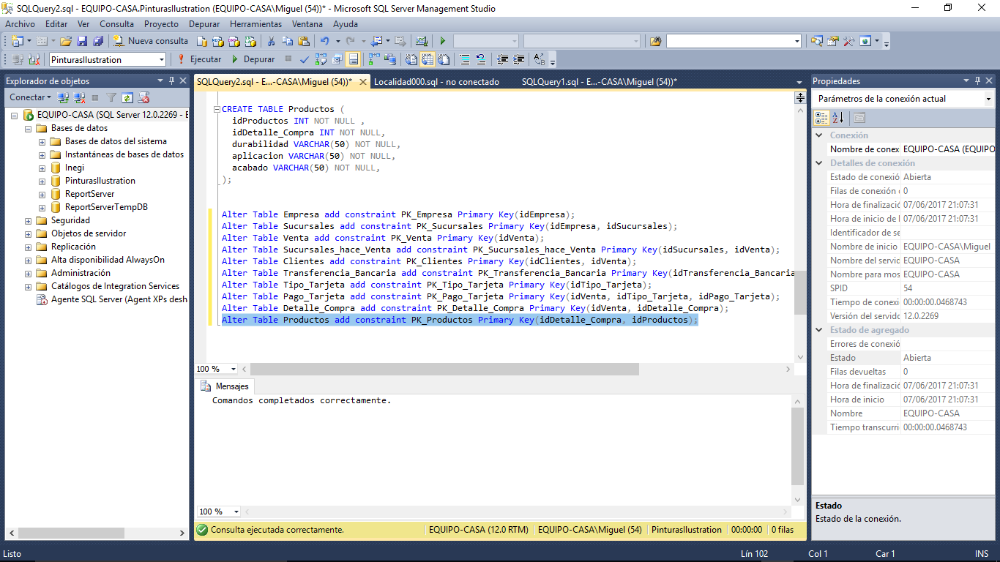 SQLQuery2.sql - EQUIPO-CASA.PinturasIlustration (EQUIPO-CASA\Miguel (54))* - Microsoft SQL Server Management Studio
Archivo Editar Ver Consulta Proyecto Depurar Herramientas Ventana Ayuda
Nueva consulta
PinturasIlustration Ejecutar Depurar
Explorador de objetos
Conectar
EQUIPO-CASA (SQL Server 12.0.2269 - E
Bases de datos
Bases de datos del sistema
Instantáneas de bases de datos
Inegi
PinturasIlustration
ReportServer
ReportServerTempDB
Seguridad
Objetos de servidor
Replicación
Alta disponibilidad AlwaysOn
Administración
Catálogos de Integration Services
Agente SQL Server (Agent XPs desh
SQLQuery2.sql - E...-CASA\Miguel (54))* Localidad000.sql - no conectado SQLQuery1.sql - E...-CASA\Miguel (54))*
CREATE TABLE Productos (
idProductos INT NOT NULL ,
idDetalle_Compra INT NOT NULL,
durabilidad VARCHAR(50) NOT NULL,
aplicacion VARCHAR(50) NOT NULL,
acabado VARCHAR(50) NOT NULL,
);
Alter Table Empresa add constraint PK_Empresa Primary Key(idEmpresa);
Alter Table Sucursales add constraint PK_Sucursales Primary Key(idEmpresa, idSucursales);
Alter Table Venta add constraint PK_Venta Primary Key(idVenta);
Alter Table Sucursales_hace_Venta add constraint PK_Sucursales_hace_Venta Primary Key(idSucursales, idVenta);
Alter Table Clientes add constraint PK_Clientes Primary Key(idClientes, idVenta);
Alter Table Transferencia_Bancaria add constraint PK_Transferencia_Bancaria Primary Key(idTransferencia_Bancaria
Alter Table Tipo_Tarjeta add constraint PK_Tipo_Tarjeta Primary Key(idTipo_Tarjeta);
Alter Table Pago_Tarjeta add constraint PK_Pago_Tarjeta Primary Key(idVenta, idTipo_Tarjeta, idPago_Tarjeta);
Alter Table Detalle_Compra add constraint PK_Detalle_Compra Primary Key(idVenta, idDetalle_Compra);
Alter Table Productos add constraint PK_Productos Primary Key(idDetalle_Compra, idProductos);
100 %
Mensajes
Comandos completados correctamente.
100 %
Consulta ejecutada correctamente. EQUIPO-CASA (12.0 RTM) EQUIPO-CASA\Miguel (54) PinturasIlustration 00:00:00 0 filas
Propiedades
Parámetros de la conexión actual
Conexión
Nombre de conex EQUIPO-CASA (EQUIPO
Detalles de conexión
Estado de conexió Abierta
Filas de conexión 0
Hora de finalizació 07/06/2017 21:07:31
Hora de inicio de l 07/06/2017 21:07:31
Identificador de se
Nombre de inicio EQUIPO-CASA\Miguel
Nombre del servid EQUIPO-CASA
Nombre para mos EQUIPO-CASA
SPID 54
Tiempo de conexi 00:00:00.0468743
Versión del servido 12.0.2269
Estado de agregado
Errores de conexió
Estado Abierta
Filas devueltas 0
Hora de finalizació 07/06/2017 21:07:31
Hora de inicio 07/06/2017 21:07:31
Nombre EQUIPO-CASA
Tiempo transcurri 00:00:00.0468743
Estado
Estado de la conexión.
Listo Lín 102 Col 1 Car 1 INS